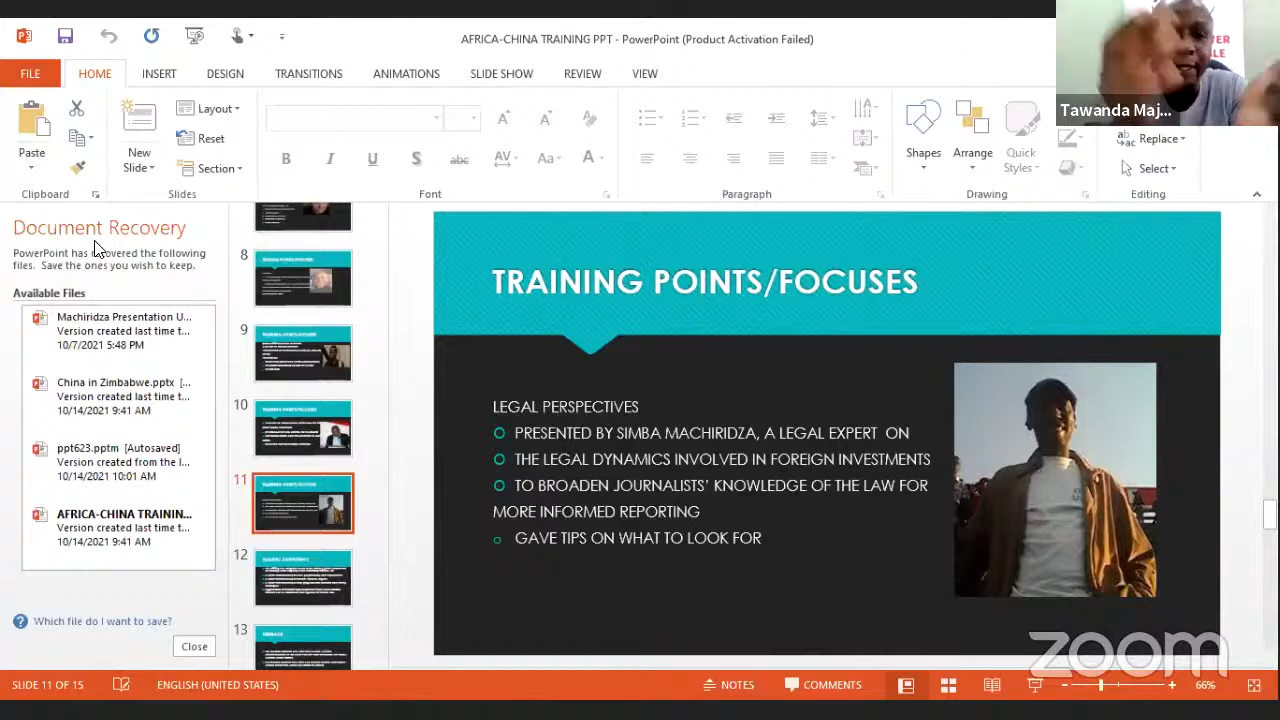 AFRICA-CHINA TRAINING PPT - PowerPoint (Product Activation Failed)
FILE HOME INSERT DESIGN TRANSITIONS ANIMATIONS SLIDE SHOW REVIEW VIEW
Tawanda Maj...
Paste
New
Slide
Layout
Reset
Section
Replace
Select
Shapes
Arrange
Quick
Styles
Clipboard
Slides
Font
Paragraph
Drawing
Editing
Document Recovery
PowerPoint has recovered the following
files. Save the ones you wish to keep.
Available Files
Machiridza Presentation U...
Version created last time t...
10/7/2021 5:48 PM
China in Zimbabwe.pptx [...
Version created last time t...
10/14/2021 9:41 AM
ppt623.pptm [Autosaved]
Version created from the l...
10/14/2021 10:01 AM
AFRICA-CHINA TRAININ...
Version created last time t...
10/14/2021 9:41 AM
Which file do I want to save?
Close
8
9
10
11
12
13
TRAINING POINTS/FOCUSES
LEGAL PERSPECTIVES
PRESENTED BY SIMBA MACHIRIDZA, A LEGAL EXPERT ON
THE LEGAL DYNAMICS INVOLVED IN FOREIGN INVESTMENTS
TO BROADEN JOURNALISTS KNOWLEDGE OF THE LAW FOR
MORE INFORMED REPORTING
GAVE TIPS ON WHAT TO LOOK FOR
zoom
SLIDE 11 OF 15
ENGLISH (UNITED STATES)
NOTES
COMMENTS
66%